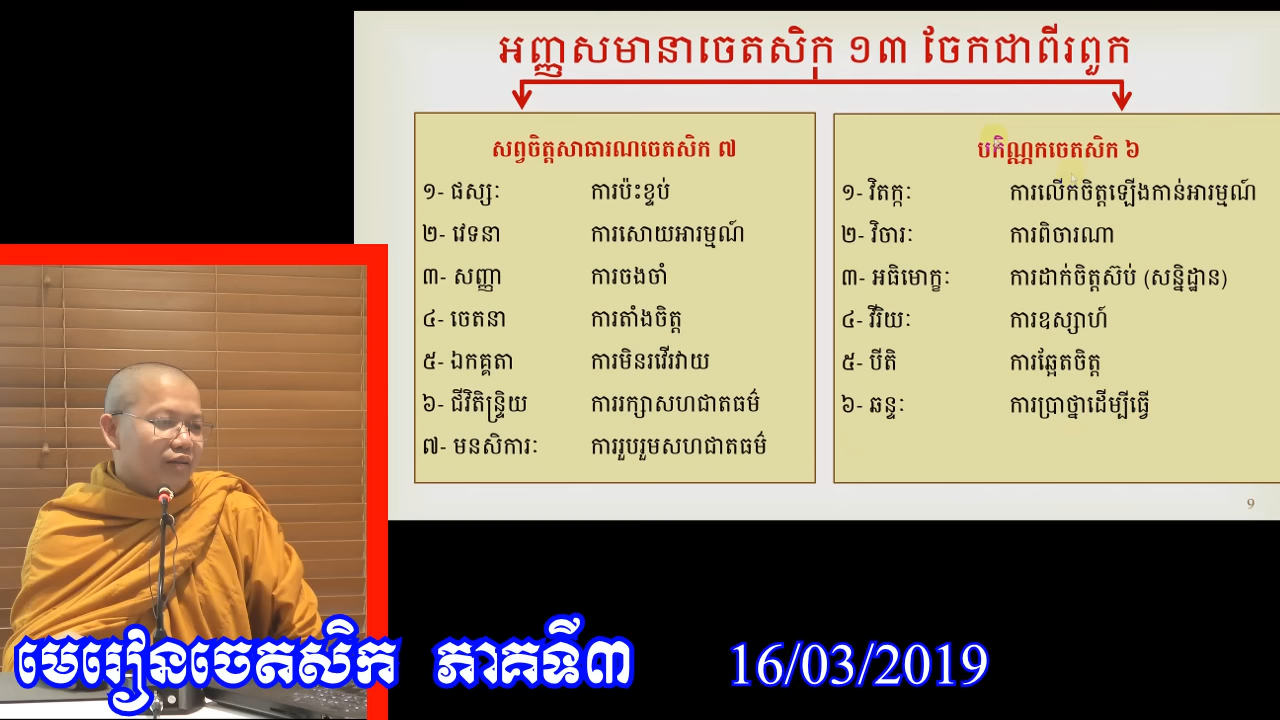 អញ្ញសមានាចេតសិក ១៣ ចែកជាពីរពួក
សព្វចិត្តសាធារណចេតសិក ៧
១- ផស្សៈ ការប៉ះខ្ទប់
២- វេទនា ការសោយអារម្មណ៍
៣- សញ្ញា ការចងចាំ
៤- ចេតនា ការតាំងចិត្ត
៥- ឯកគ្គតា ការមិនរវើរវាយ
៦- ជីវិតិន្ទ្រិយ ការរក្សាសហជាតធម៌
៧- មនសិការៈ ការរួបរួមសហជាតធម៌
បកិណ្ណកចេតសិក ៦
១- វិតក្កៈ ការលើកចិត្តឡើងកាន់អារម្មណ៍
២- វិចារៈ ការពិចារណា
៣- អធិមោក្ខៈ ការដាក់ចិត្តស៊ប់ (សន្និដ្ឋាន)
៤- វីរិយៈ ការឧស្សាហ៍
៥- បីតិ ការឆ្អែតចិត្ត
៦- ឆន្ទៈ ការប្រាថ្នាដើម្បីធ្វើ
9
មេរៀនចេតសិក ភាគទី៣ 16/03/2019